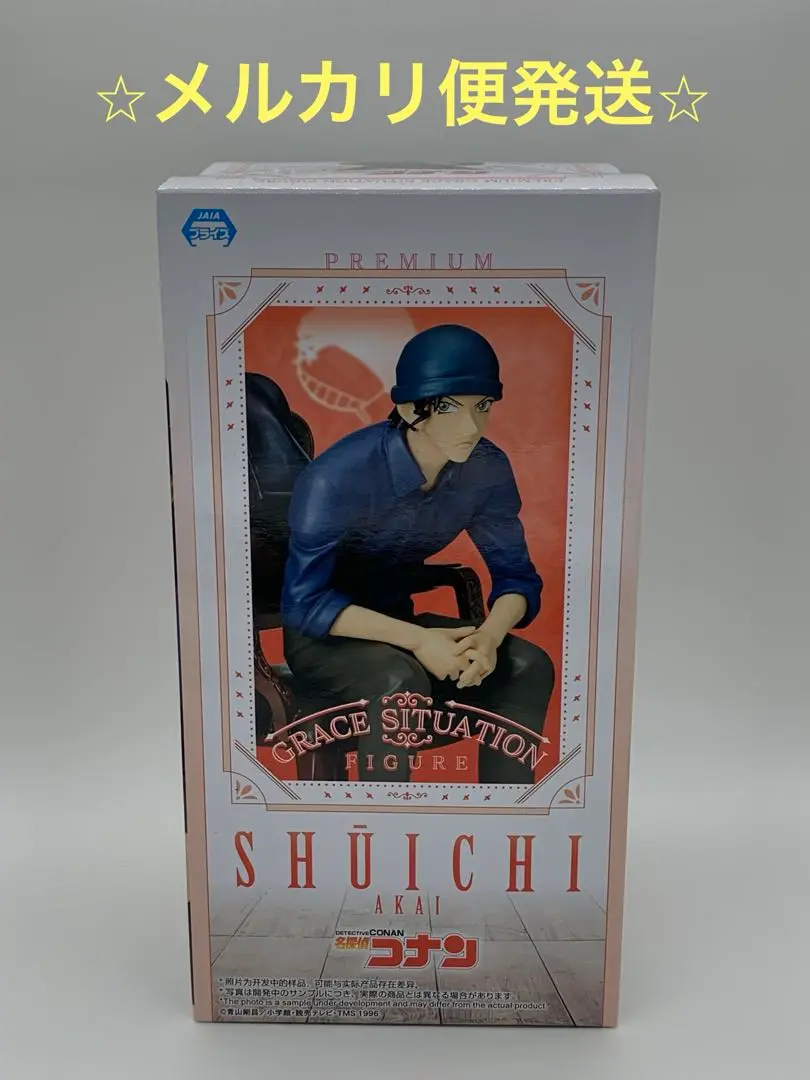 ☆メルカリ便発送☆
JAIA
プライズ
PREMIUM
GRACE SITUATION
FIGURE
SHŪICHI
AKAI
DETECTIVE CONAN
名探偵コナン
*照片为开发中的样品，可能与实际产品存在差异。
*写真は開発中のサンプルにつき、実際の商品とは異なる場合があります。
*The photo is a sample under development and may differ from the actual product.
©青山剛昌／小学館・読売テレビ・TMS 1996